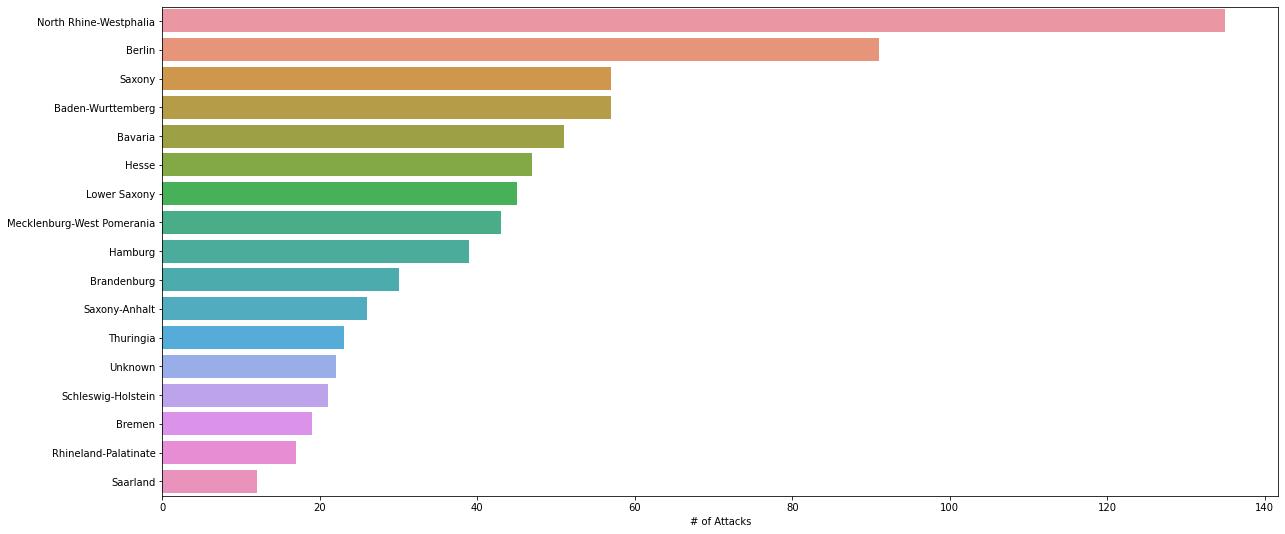 North Rhine-Westphalia
Berlin
Saxony
Baden-Wurttemberg
Bavaria
Hesse
Lower Saxony
Mecklenburg-West Pomerania
Hamburg
Brandenburg
Saxony-Anhalt
Thuringia
Unknown
Schleswig-Holstein
Bremen
Rhineland-Palatinate
Saarland
0 20 40 60 80 100 120 140
# of Attacks